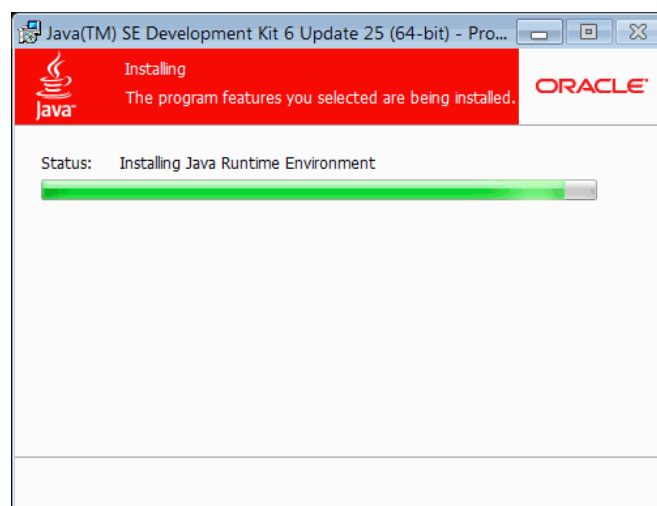 Java(TM) SE Development Kit 6 Update 25 (64-bit) - Pro...
Installing
The program features you selected are being installed.
Java
ORACLE
Status: Installing Java Runtime Environment